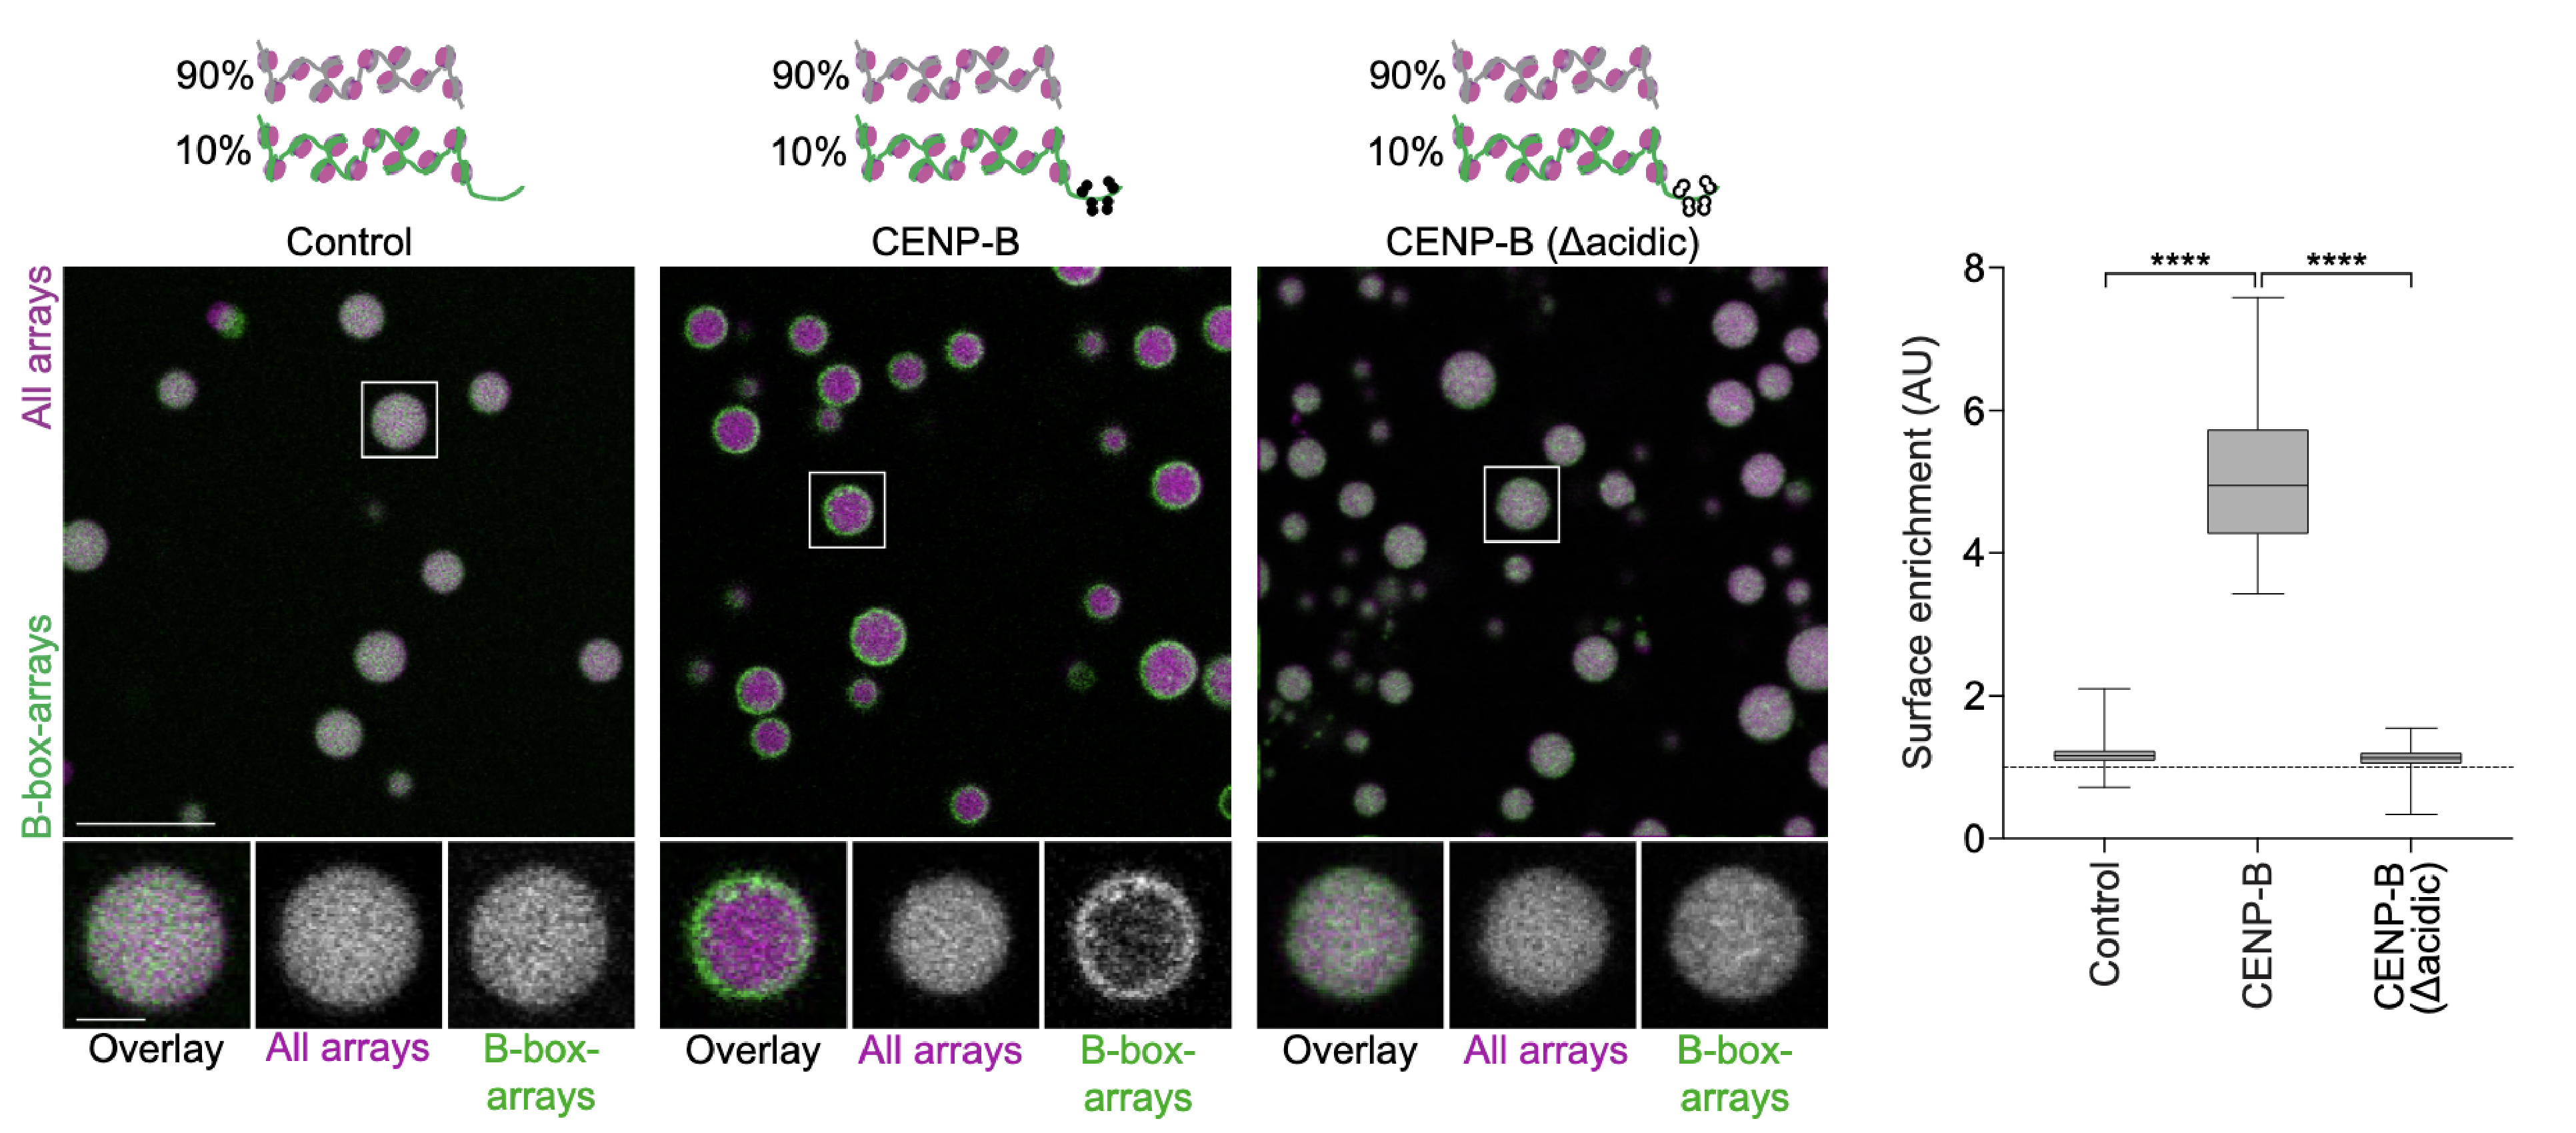 90%
10%
Control
90%
10%
CENP-B
90%
10%
CENP-B (Δacidic)
All arrays
B-box-arrays
Overlay
All arrays
B-box-
arrays
Overlay
All arrays
B-box-
arrays
Overlay
All arrays
B-box-
arrays
Surface enrichment (AU)
8
6
4
2
0
****
****
Control
CENP-B
CENP-B
(Δacidic)